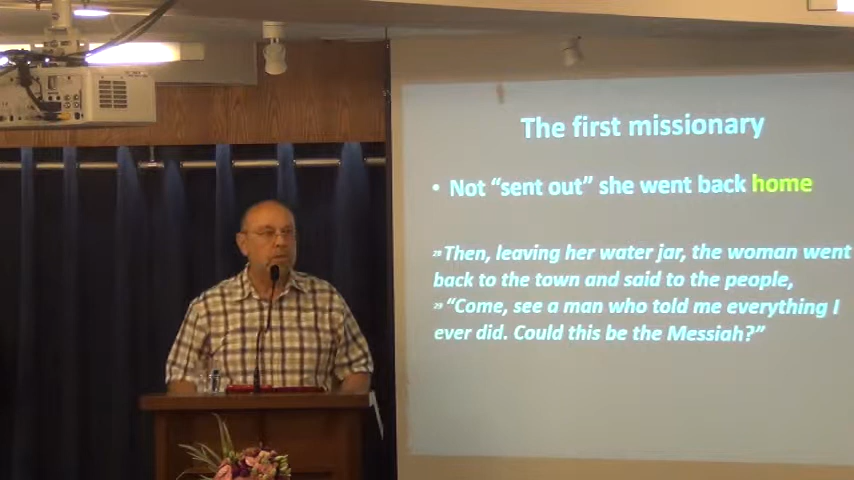 The first missionary
• Not “sent out” she went back home
28 Then, leaving her water jar, the woman went
back to the town and said to the people,
29 “Come, see a man who told me everything I
ever did. Could this be the Messiah?”